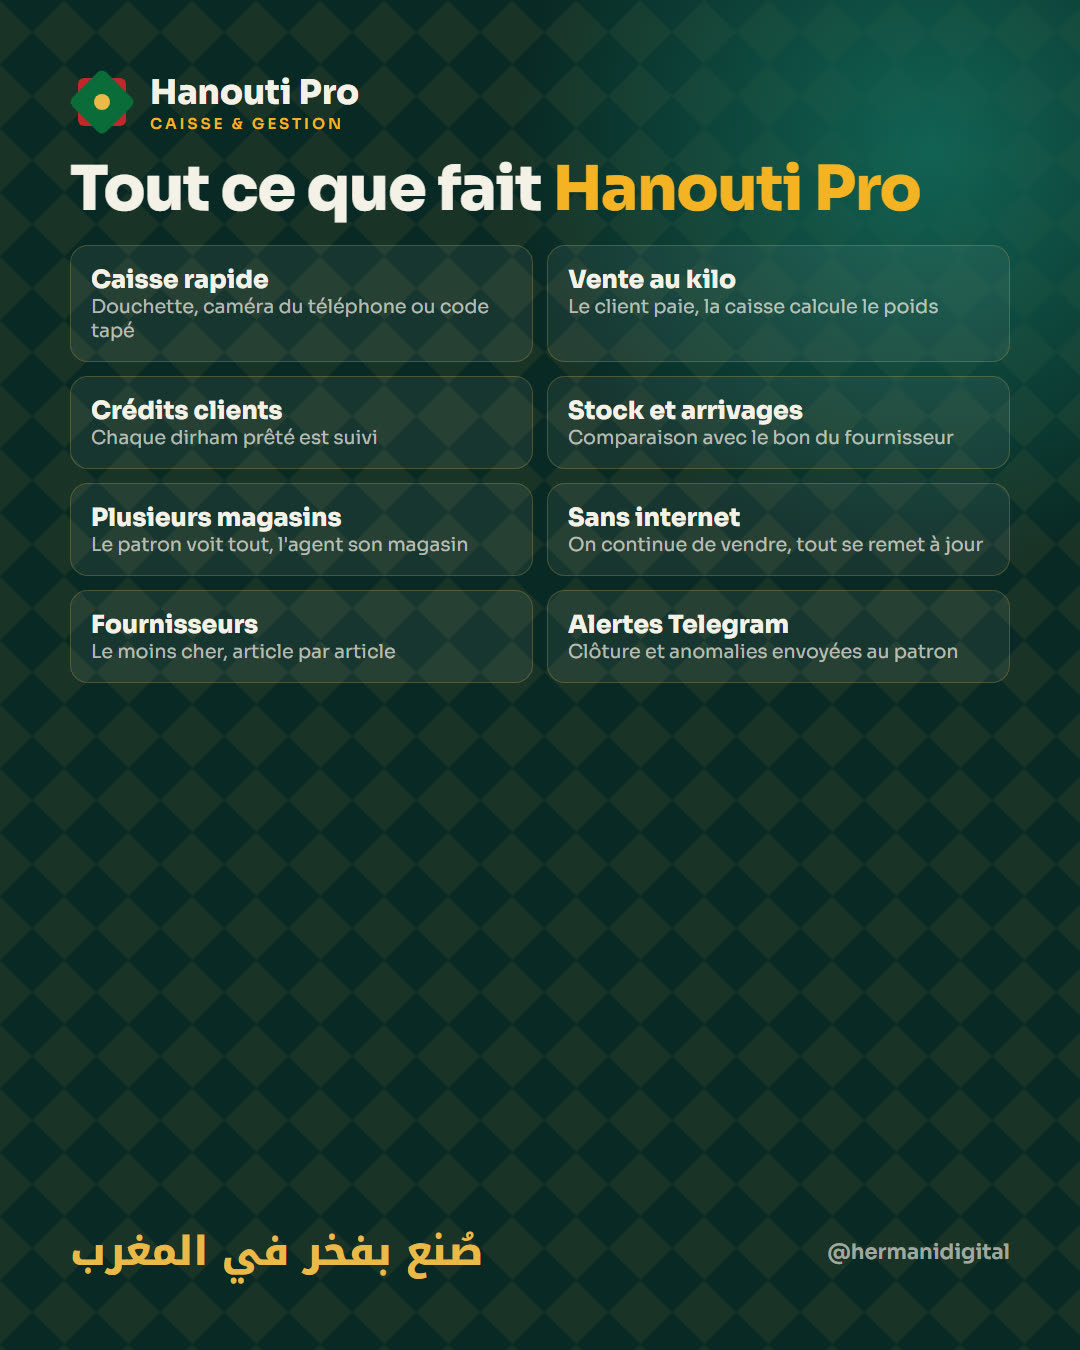 Hanouti Pro
CAISSE & GESTION
Tout ce que fait Hanouti Pro
Caisse rapide
Douchette, caméra du téléphone ou code
tapé
Vente au kilo
Le client paie, la caisse calcule le poids
Crédits clients
Chaque dirham prêté est suivi
Stock et arrivages
Comparaison avec le bon du fournisseur
Plusieurs magasins
Le patron voit tout, l'agent son magasin
Sans internet
On continue de vendre, tout se remet à jour
Fournisseurs
Le moins cher, article par article
Alertes Telegram
Clôture et anomalies envoyées au patron
صُنع بفخر في المغرب
@hermanidigital